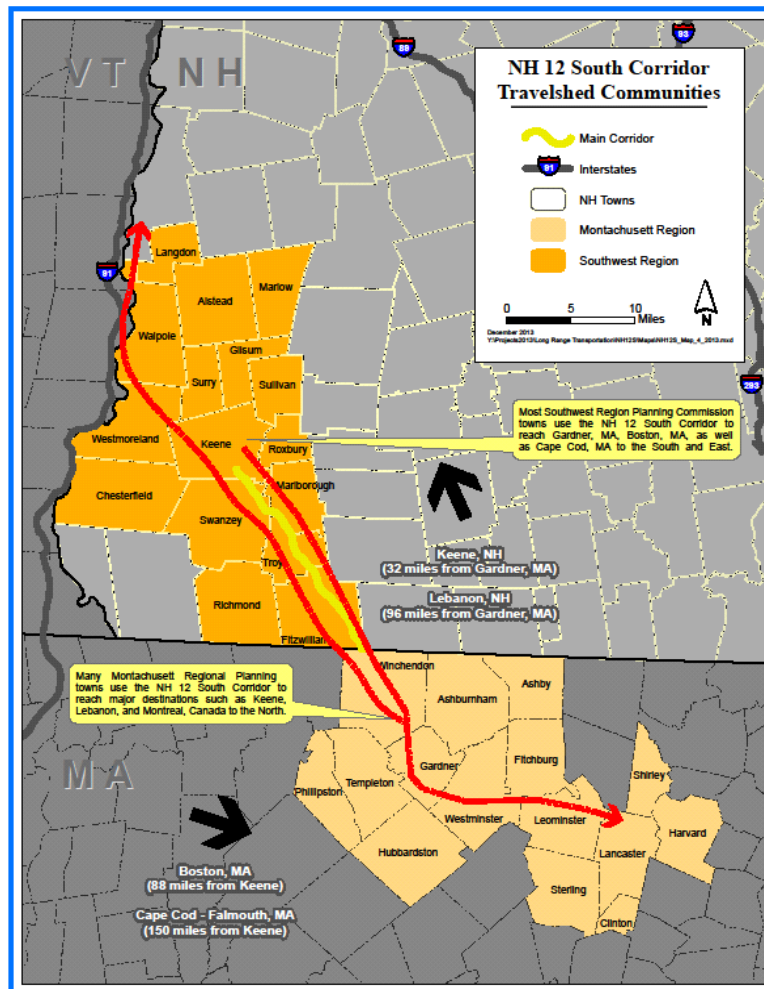 VT NH
89
93
NH 12 South Corridor
Travelshed Communities
Main Corridor
91
Interstates
NH Towns
Montachusett Region
Southwest Region
0 5 10
Miles
N
December 2013
Langdon
91
Marlow
Alstead
Walpole
Gilsum
Surry
Sullivan
293
Most Southwest Region Planning Commission
towns use the NH 12 South Corridor to
reach Gardner, MA, Boston, MA, as well
as Cape Cod, MA to the South and East.
Westmoreland
Keene
Roxbury
Chesterfield
Marlborough
Swanzey
Keene, NH
(32 miles from Gardner, MA)
Troy
Lebanon, NH
(96 miles from Gardner, MA)
Richmond
Fitzwilliam
Winchendon
Many Montachusett Regional Planning
towns use the NH 12 South Corridor to
reach major destinations such as Keene,
Lebanon, and Montreal, Canada to the North.
Ashby
Ashburnham
MA
Gardner
Fitchburg
Shirley
Templeton
Phillipston
Westminster
Leominster
Harvard
Hubbardston
Lancaster
Boston, MA
(88 miles from Keene)
Sterling
Cape Cod - Falmouth, MA
(150 miles from Keene)
Clinton